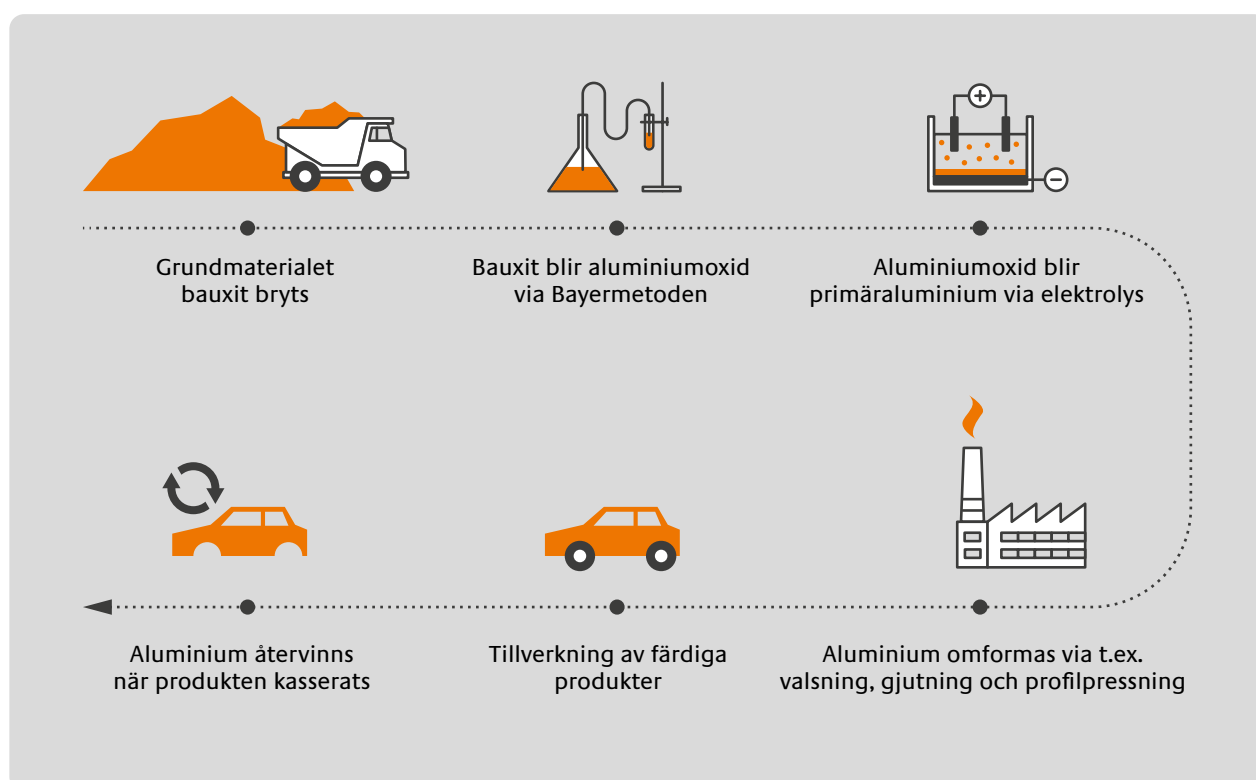 Grundmaterialet
bauxit bryts
Bauxit blir aluminiumoxid
via Bayermetoden
Aluminiumoxid blir
primäraluminium via elektrolys
Aluminium återvinns
när produkten kasserats
Tillverkning av färdiga
produkter
Aluminium omformas via t.ex.
valsning, gjutning och profilpressning